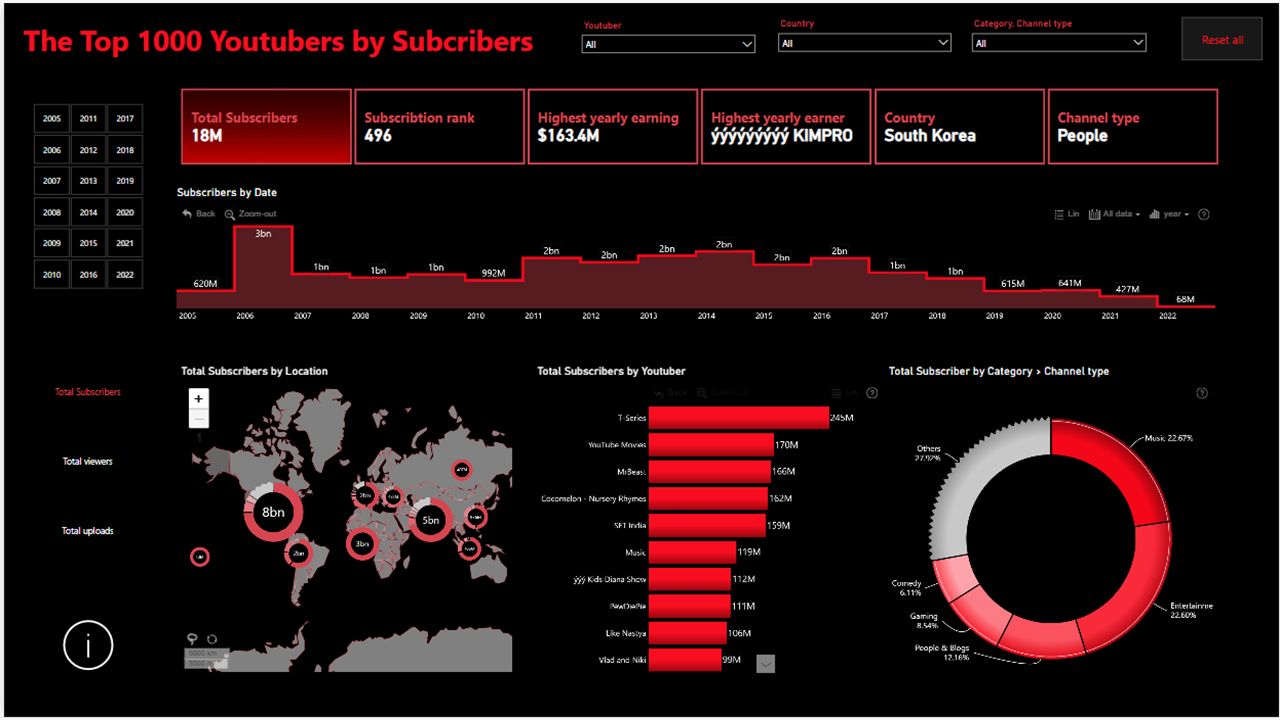 The Top 1000 Youtubers by Subcribers
Youtuber
All
Country
All
Category, Channel type
All
Reset all
2005 2011 2017
2006 2012 2018
2007 2013 2019
2008 2014 2020
2009 2015 2021
2010 2016 2022
Total Subscribers
18M
Subscribtion rank
496
Highest yearly earning
$163.4M
Highest yearly earner
ýýýýýýýýý KIMPRO
Country
South Korea
Channel type
People
Subscribers by Date
Back Zoom-out
Lin All data year ?
620M 3bn 1bn 1bn 1bn 992M 2bn 2bn 2bn 2bn 2bn 2bn 1bn 1bn 615M 641M 427M 68M
2005 2006 2007 2008 2009 2010 2011 2012 2013 2014 2015 2016 2017 2018 2019 2020 2021 2022
Total Subscribers
Total viewers
Total uploads
i
Total Subscribers by Location
+
−
1
8bn
2bn
2bn
3bn
5bn
5000 km
3000 mi
Total Subscribers by Youtuber
Back Zoom-out Lin ?
T-Series 245M
YouTube Movies 170M
MrBeast 166M
Cocomelon - Nursery Rhymes 162M
SET India 159M
Music 119M
ýýý Kids Diana Show 112M
PewDiePie 111M
Like Nastya 106M
Vlad and Niki 99M
Total Subscriber by Category > Channel type
?
Music 22.67%
Others
27.92%
Comedy
6.11%
Gaming
8.54%
People & Blogs
12.16%
Entertainme
22.60%